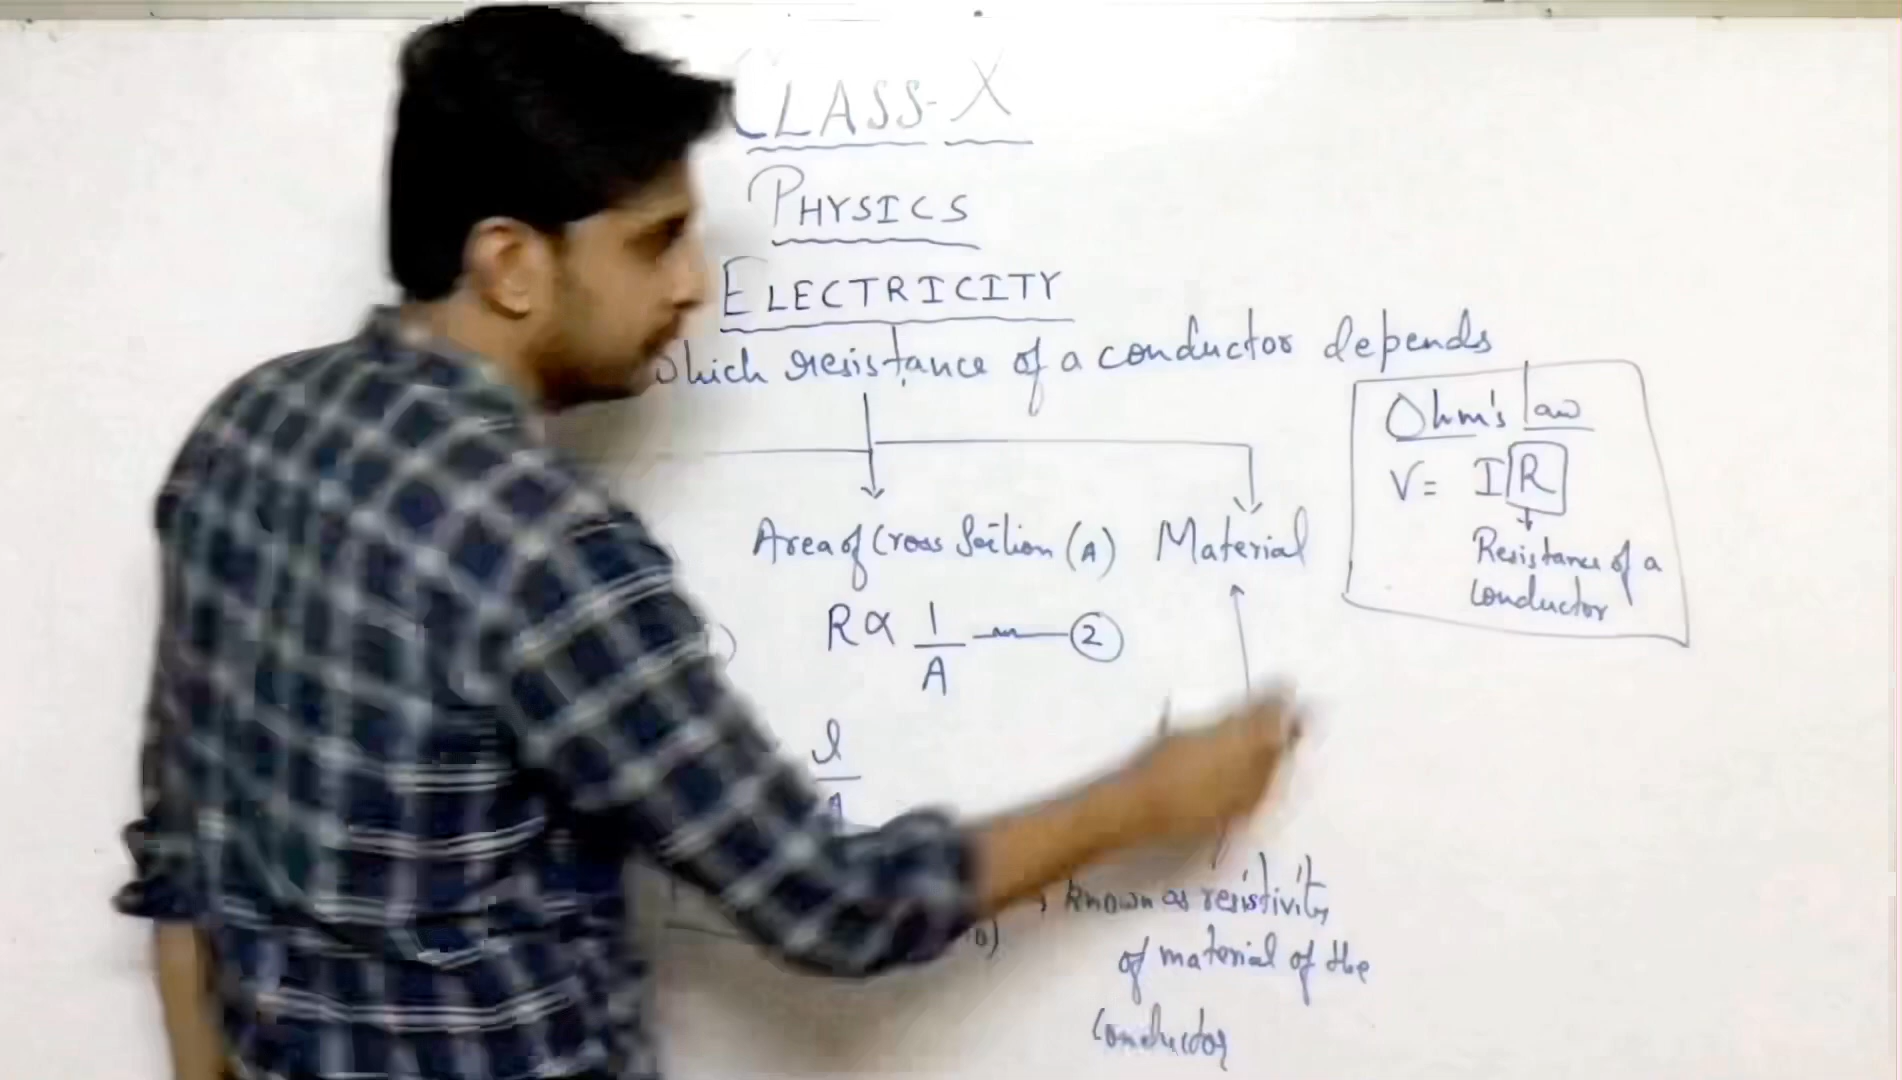 CLASS-X
PHYSICS
ELECTRICITY
which resistance of a conductor depends
Ohm's law
V = IR
Resistance of a
conductor
Area of Cross Section (A)
Material
R ∝ 1/A — ②
l/A
known as resistivity
of material of the
conductor